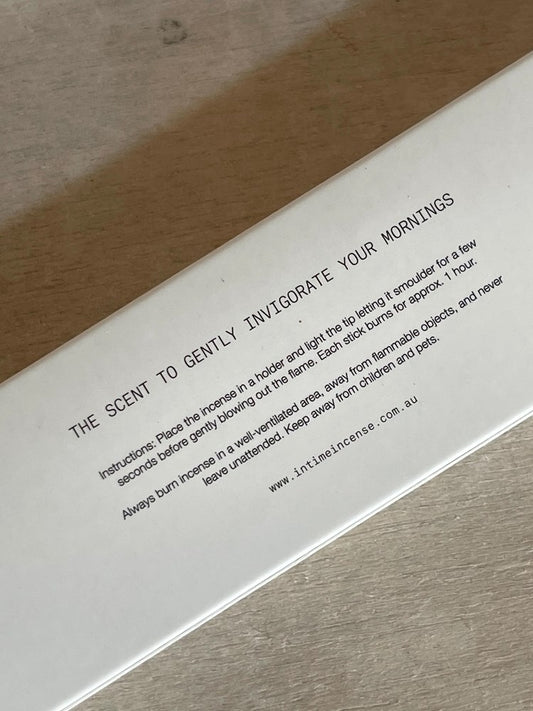 THE SCENT TO GENTLY INVIGORATE YOUR MORNINGS
Instructions: Place the incense in a holder and light the tip letting it smoulder for a few
seconds before gently blowing out the flame. Each stick burns for approx. 1 hour.
Always burn incense in a well-ventilated area, away from flammable objects, and never
leave unattended. Keep away from children and pets.
www.intimeincense.com.au